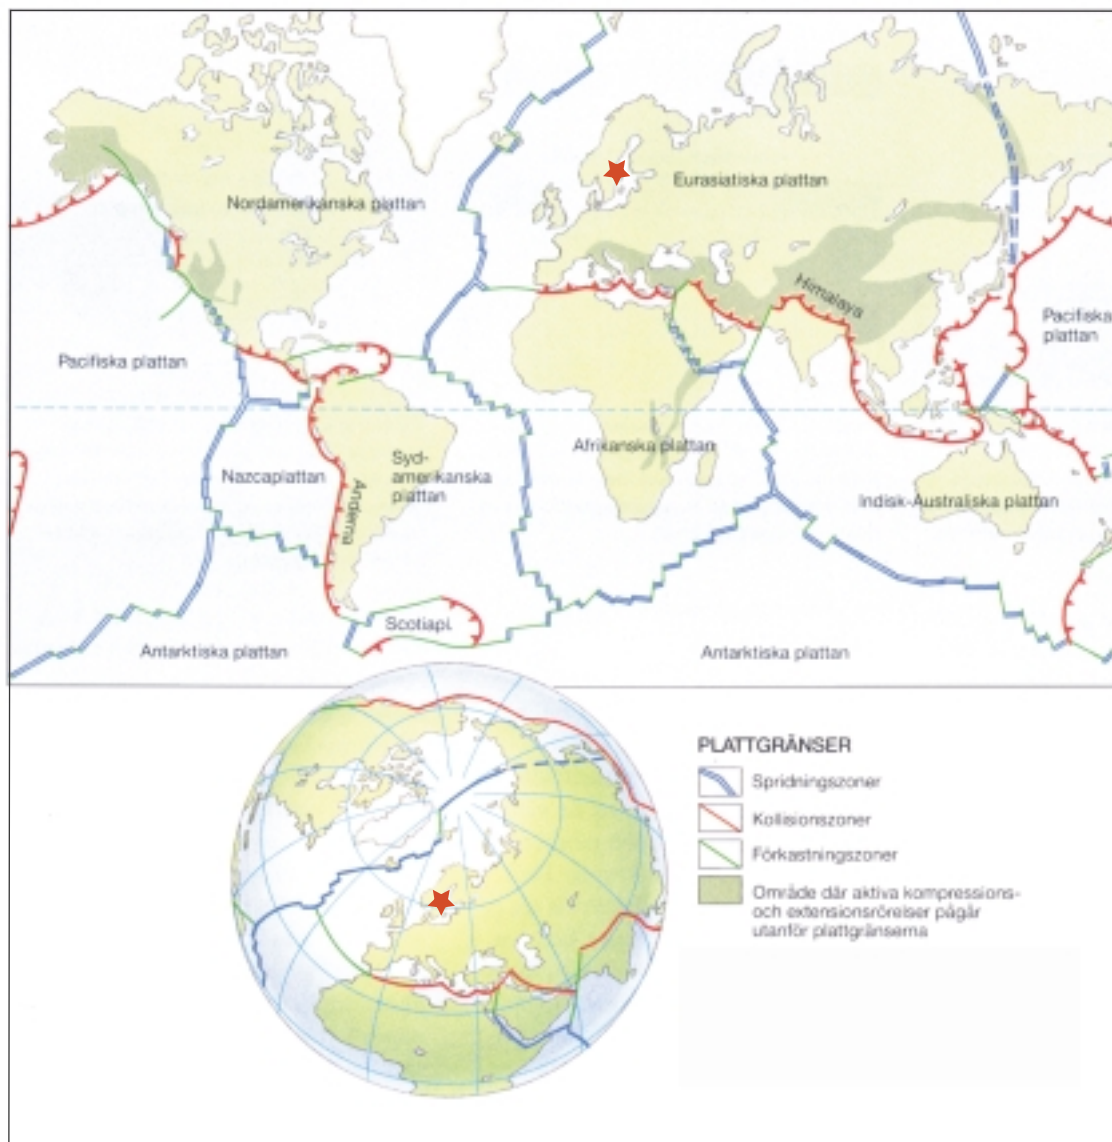 Nordamerikanska plattan
Eurasiatiska plattan
Himalaya
Pacifiska
plattan
Pacifiska plattan
Nazcaplattan
Syd-
amerikanska
plattan
Anderna
Afrikanska plattan
Indisk-Australiska plattan
Scotiapl.
Antarktiska plattan
Antarktiska plattan
PLATTGRÄNSER
Spridningszoner
Kollisionszoner
Förkastningszoner
Område där aktiva kompressions-
och extensionsrörelser pågår
utanför plattgränserna